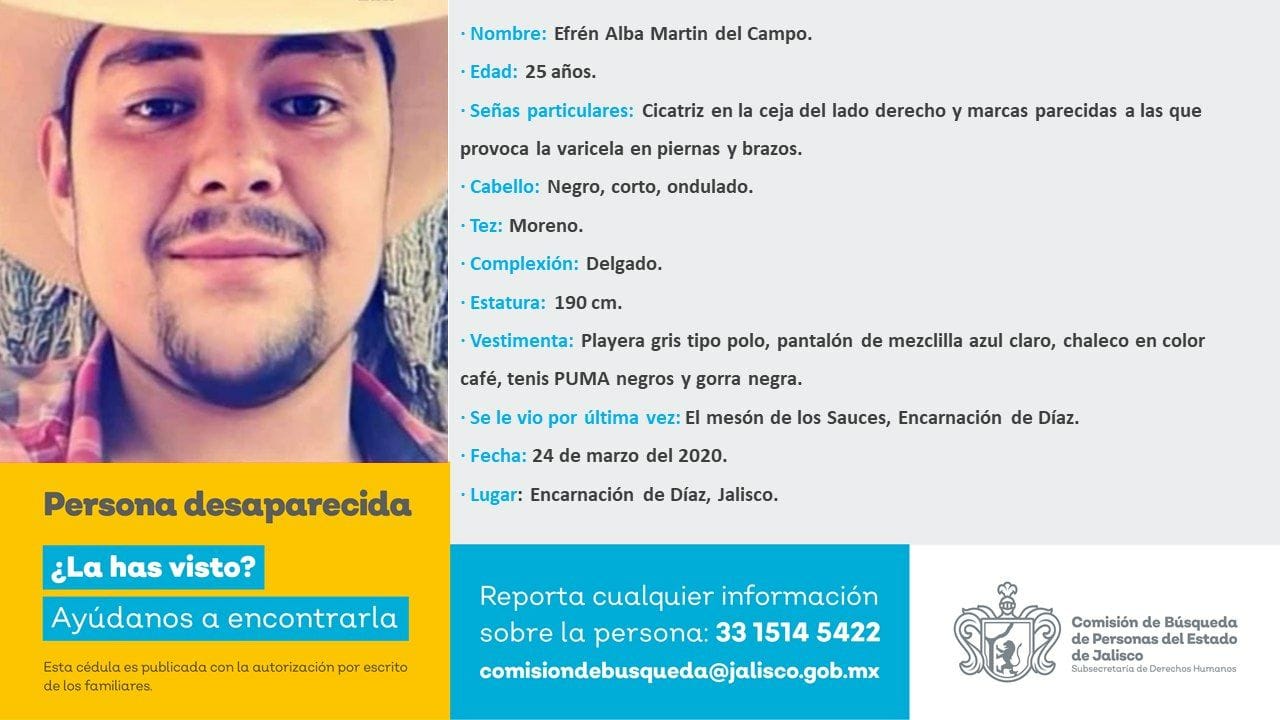 · Nombre: Efrén Alba Martin del Campo.
· Edad: 25 años.
· Señas particulares: Cicatriz en la ceja del lado derecho y marcas parecidas a las que
provoca la varicela en piernas y brazos.
· Cabello: Negro, corto, ondulado.
· Tez: Moreno.
· Complexión: Delgado.
· Estatura: 190 cm.
· Vestimenta: Playera gris tipo polo, pantalón de mezclilla azul claro, chaleco en color
café, tenis PUMA negros y gorra negra.
· Se le vio por última vez: El mesón de los Sauces, Encarnación de Díaz.
· Fecha: 24 de marzo del 2020.
· Lugar: Encarnación de Díaz, Jalisco.
Persona desaparecida
¿La has visto?
Ayúdanos a encontrarla
Esta cédula es publicada con la autorización por escrito
de los familiares.
Reporta cualquier información
sobre la persona: 33 1514 5422
comisiondebusqueda@jalisco.gob.mx
Comisión de Búsqueda
de Personas del Estado
de Jalisco
Subsecretaría de Derechos Humanos